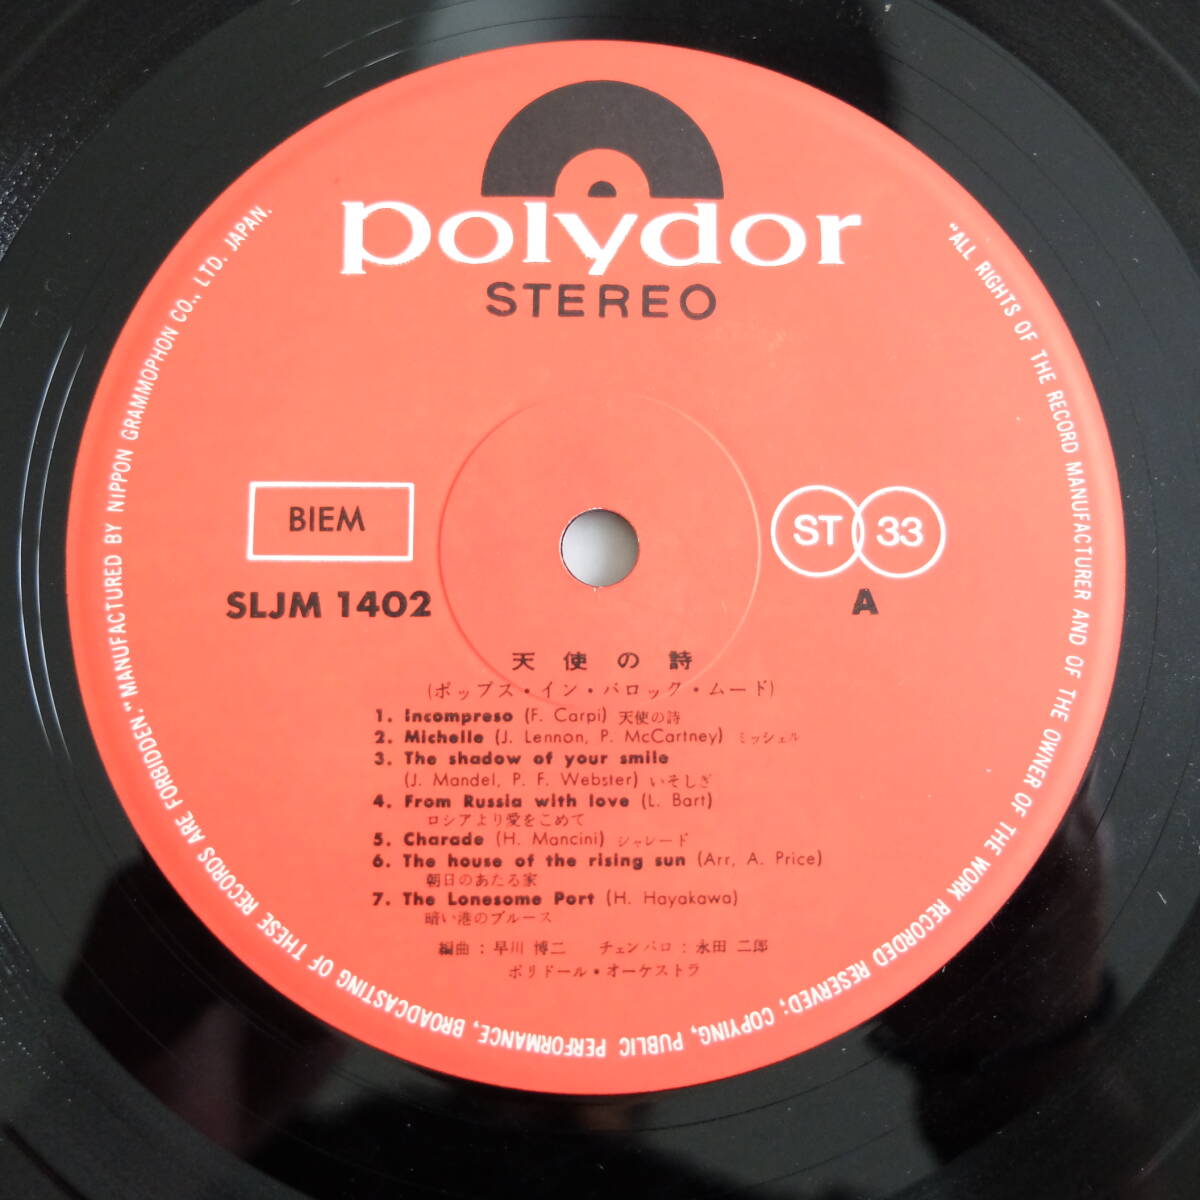 polydor
STEREO
BIEM
ST 33
SLJM 1402
A
天使の詩
(ポップス・イン・バロック・ムード)
1. Incompreso (F. Carpi) 天使の詩
2. Michelle (J. Lennon, P. McCartney) ミッシェル
3. The shadow of your smile
(J. Mandel, P. F. Webster) いそしぎ
4. From Russia with love (L. Bart)
ロシアより愛をこめて
5. Charade (H. Mancini) シャレード
6. The house of the rising sun (Arr, A. Price)
朝日のあたる家
7. The Lonesome Port (H. Hayakawa)
暗い港のブルース
編曲：早川 博二　チェンバロ：永田 二郎
ポリドール・オーケストラ
"ALL RIGHTS OF THE RECORD MANUFACTURER AND OF THE OWNER OF THE WORK RECORDED RESERVED; COPYING, PUBLIC PERFORMANCE, BROADCASTING OF THESE RECORDS ARE FORBIDDEN." MANUFACTURED BY NIPPON GRAMMOPHON CO., LTD. JAPAN.